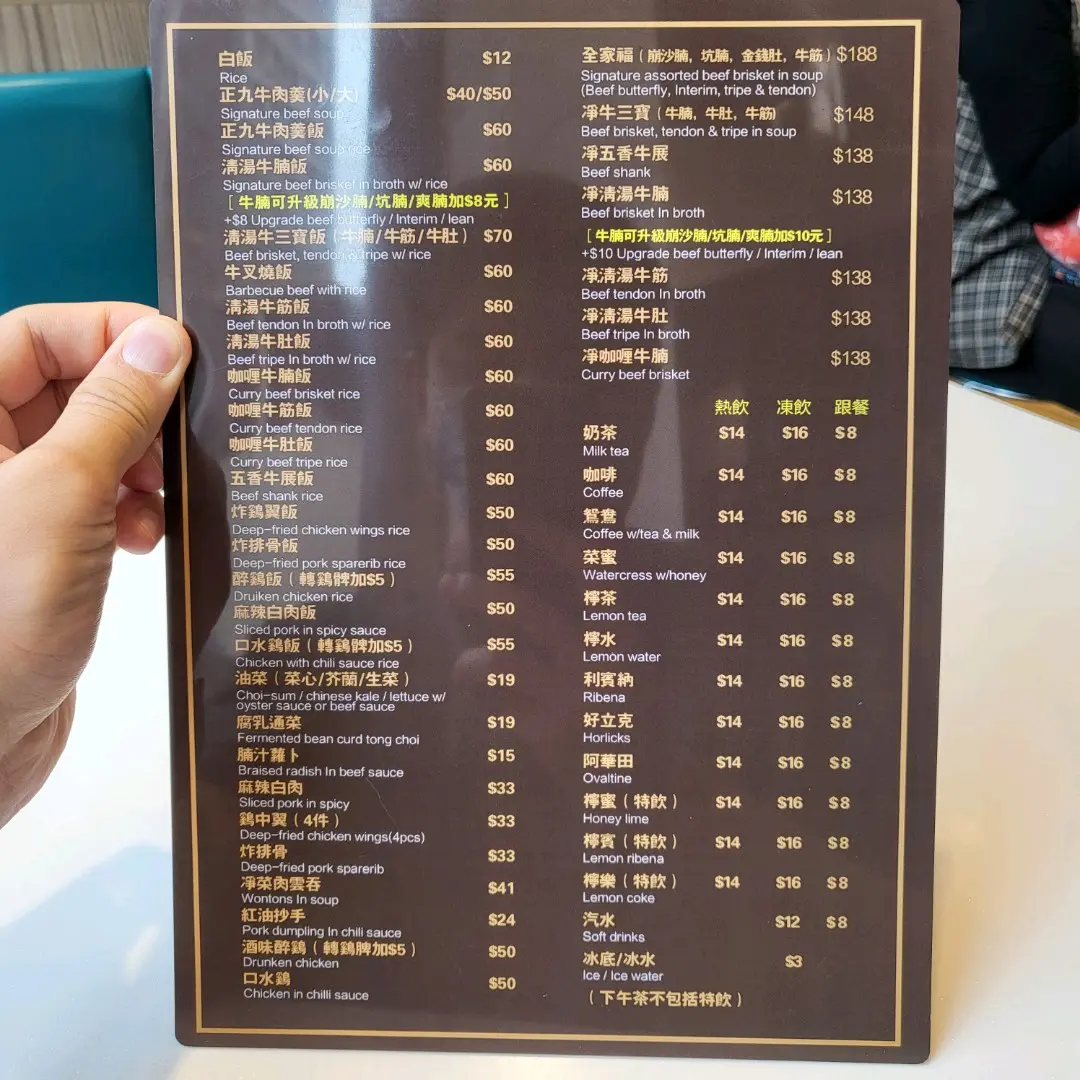 白飯 $12
Rice
正九牛肉羹(小/大) $40/$50
Signature beef soup
正九牛肉羹飯 $60
Signature beef soup rice
清湯牛腩飯 $60
Signature beef brisket in broth w/ rice
[ 牛腩可升級崩沙腩/坑腩/爽腩加$8元 ]
+$8 Upgrade beef butterfly / Interim / lean
清湯牛三寶飯 ( 牛腩/牛筋/牛肚 ) $70
Beef brisket, tendon & tripe w/ rice
牛叉燒飯 $60
Barbecue beef with rice
清湯牛筋飯 $60
Beef tendon In broth w/ rice
清湯牛肚飯 $60
Beef tripe In broth w/ rice
咖喱牛腩飯 $60
Curry beef brisket rice
咖喱牛筋飯 $60
Curry beef tendon rice
咖喱牛肚飯 $60
Curry beef tripe rice
五香牛展飯 $60
Beef shank rice
炸鷄翼飯 $50
Deep-fried chicken wings rice
炸排骨飯 $50
Deep-fried pork sparerib rice
醉鷄飯 ( 轉鷄髀加$5 ) $55
Druiken chicken rice
麻辣白肉飯 $50
Sliced pork in spicy sauce
口水鷄飯 ( 轉鷄髀加$5 ) $55
Chicken with chili sauce rice
油菜 ( 菜心/芥蘭/生菜 ) $19
Choi-sum / chinese kale / lettuce w/
oyster sauce or beef sauce
腐乳通菜 $19
Fermented bean curd tong choi
腩汁蘿卜 $15
Braised radish In beef sauce
麻辣白肉 $33
Sliced pork in spicy
鷄中翼 ( 4件 ) $33
Deep-fried chicken wings(4pcs)
炸排骨 $33
Deep-fried pork sparerib
凈菜肉雲吞 $41
Wontons In soup
紅油抄手 $24
Pork dumpling In chili sauce
酒味醉鷄 ( 轉鷄脾加$5 ) $50
Drunken chicken
口水鷄 $50
Chicken in chilli sauce
全家福 ( 崩沙腩, 坑腩, 金錢肚, 牛筋 ) $188
Signature assorted beef brisket in soup
(Beef butterfly, Interim, tripe & tendon)
凈牛三寶 ( 牛腩, 牛肚, 牛筋) $148
Beef brisket, tendon & tripe in soup
凈五香牛展 $138
Beef shank
凈清湯牛腩 $138
Beef brisket In broth
[ 牛腩可升級崩沙腩/坑腩/爽腩加$10元 ]
+$10 Upgrade beef butterfly / Interim / lean
凈清湯牛筋 $138
Beef tendon In broth
凈清湯牛肚 $138
Beef tripe In broth
凈咖喱牛腩 $138
Curry beef brisket
熱飲 凍飲 跟餐
奶茶 $14 $16 $8
Milk tea
咖啡 $14 $16 $8
Coffee
鴛鴦 $14 $16 $8
Coffee w/tea & milk
菜蜜 $14 $16 $8
Watercress w/honey
檸茶 $14 $16 $8
Lemon tea
檸水 $14 $16 $8
Lemon water
利賓納 $14 $16 $8
Ribena
好立克 $14 $16 $8
Horlicks
阿華田 $14 $16 $8
Ovaltine
檸蜜 ( 特飲 ) $14 $16 $8
Honey lime
檸賓 ( 特飲 ) $14 $16 $8
Lemon ribena
檸樂 ( 特飲 ) $14 $16 $8
Lemon coke
汽水 $12 $8
Soft drinks
冰底/冰水 $3
Ice / Ice water
( 下午茶不包括特飲 )